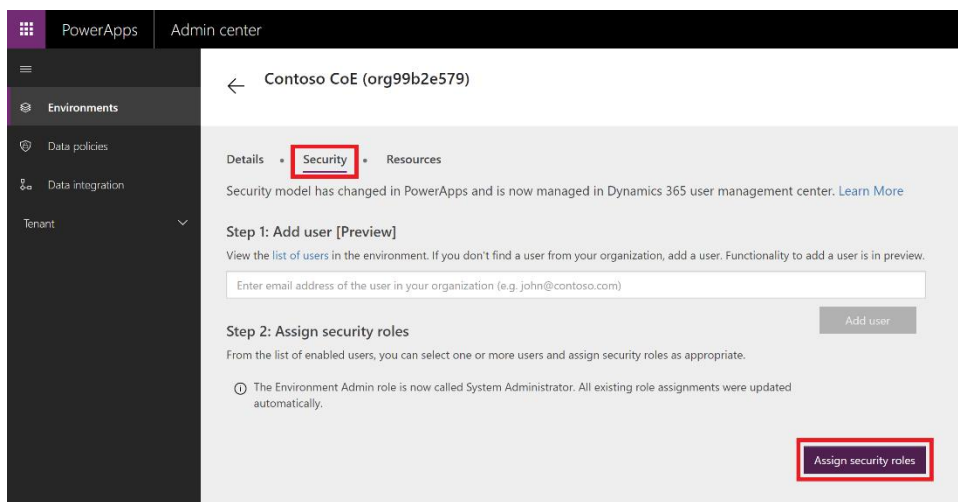 PowerApps
Admin center
Contoso CoE (org99b2e579)
Environments
Data policies
Data integration
Tenant
Details • Security • Resources
Security model has changed in PowerApps and is now managed in Dynamics 365 user management center. Learn More
Step 1: Add user [Preview]
View the list of users in the environment. If you don't find a user from your organization, add a user. Functionality to add a user is in preview.
Enter email address of the user in your organization (e.g. john@contoso.com)
Add user
Step 2: Assign security roles
From the list of enabled users, you can select one or more users and assign security roles as appropriate.
The Environment Admin role is now called System Administrator. All existing role assignments were updated
automatically.
Assign security roles